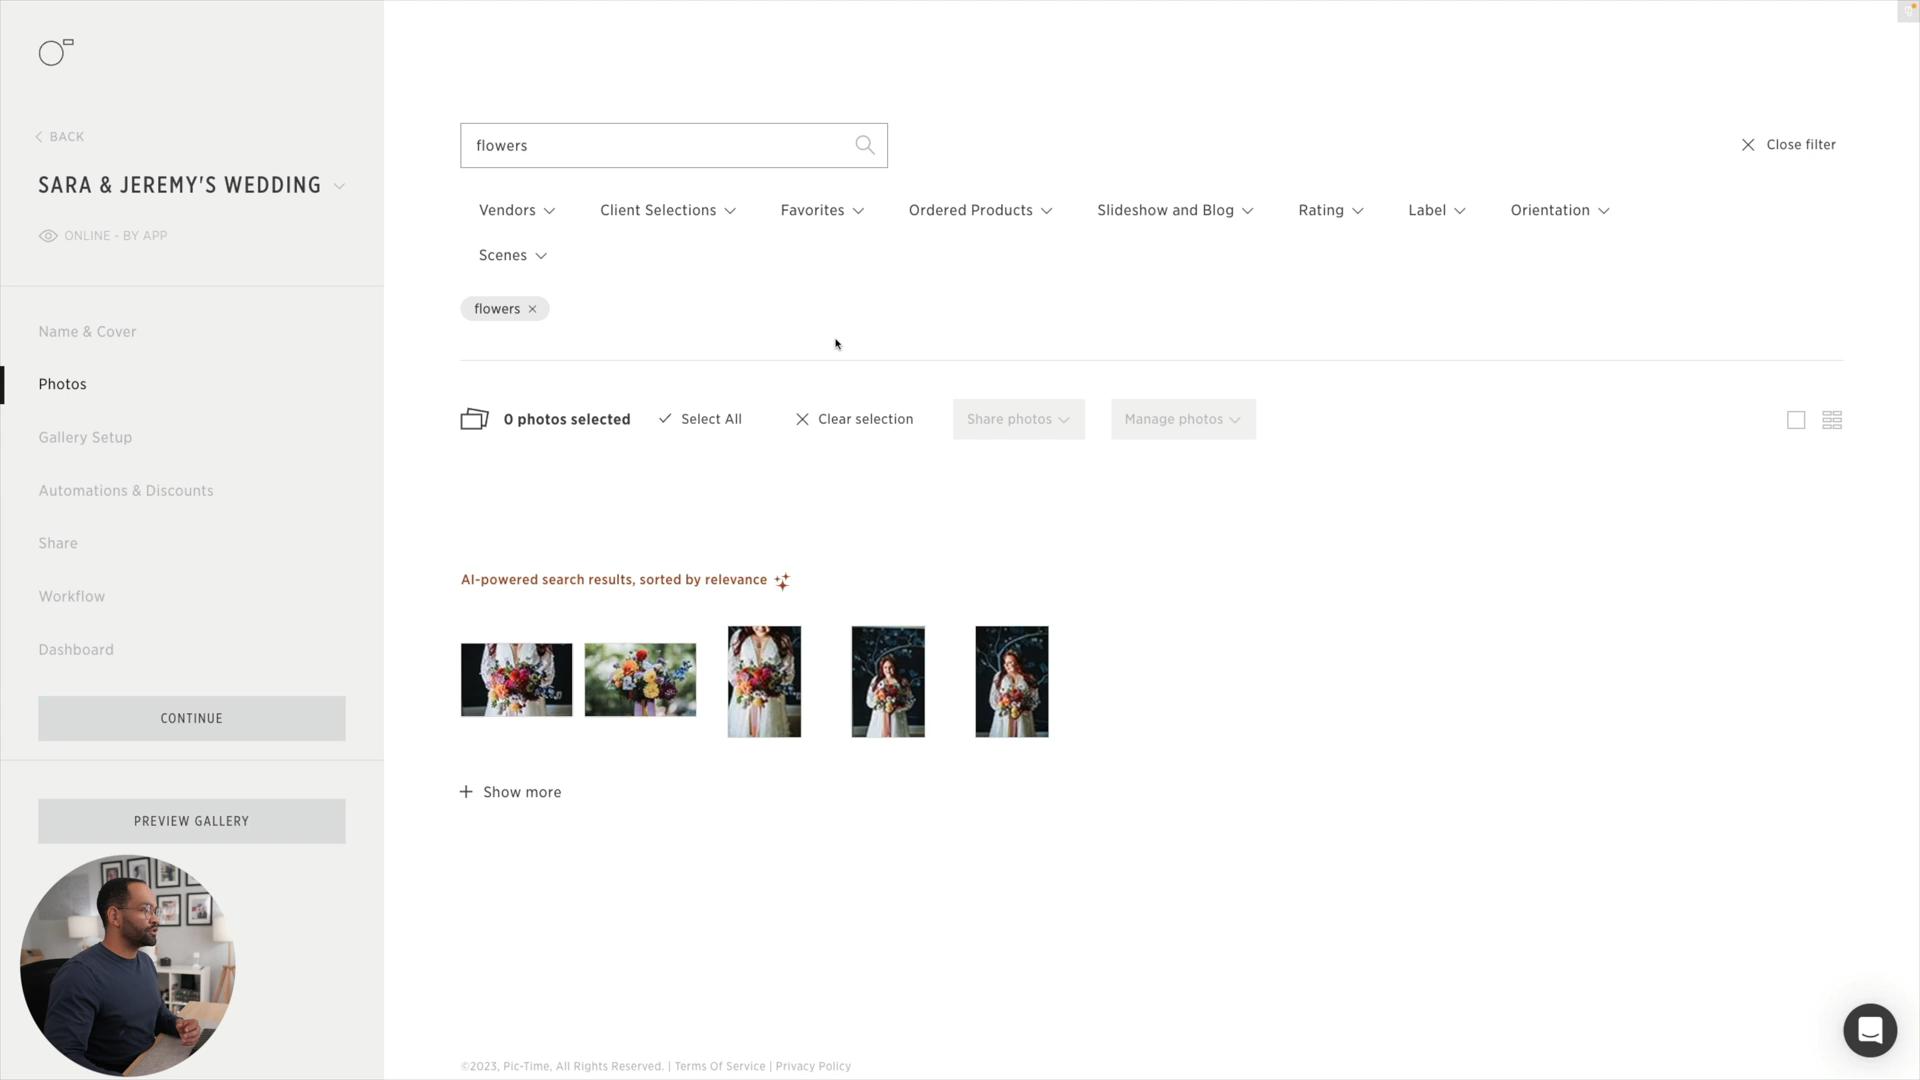 BACK
SARA & JEREMY'S WEDDING
ONLINE - BY APP
Name & Cover
Photos
Gallery Setup
Automations & Discounts
Share
Workflow
Dashboard
CONTINUE
PREVIEW GALLERY
flowers
Close filter
Vendors Client Selections Favorites Ordered Products Slideshow and Blog Rating Label Orientation
Scenes
flowers
0 photos selected Select All Clear selection Share photos Manage photos
AI-powered search results, sorted by relevance
Show more
©2023, Pic-Time, All Rights Reserved. | Terms Of Service | Privacy Policy